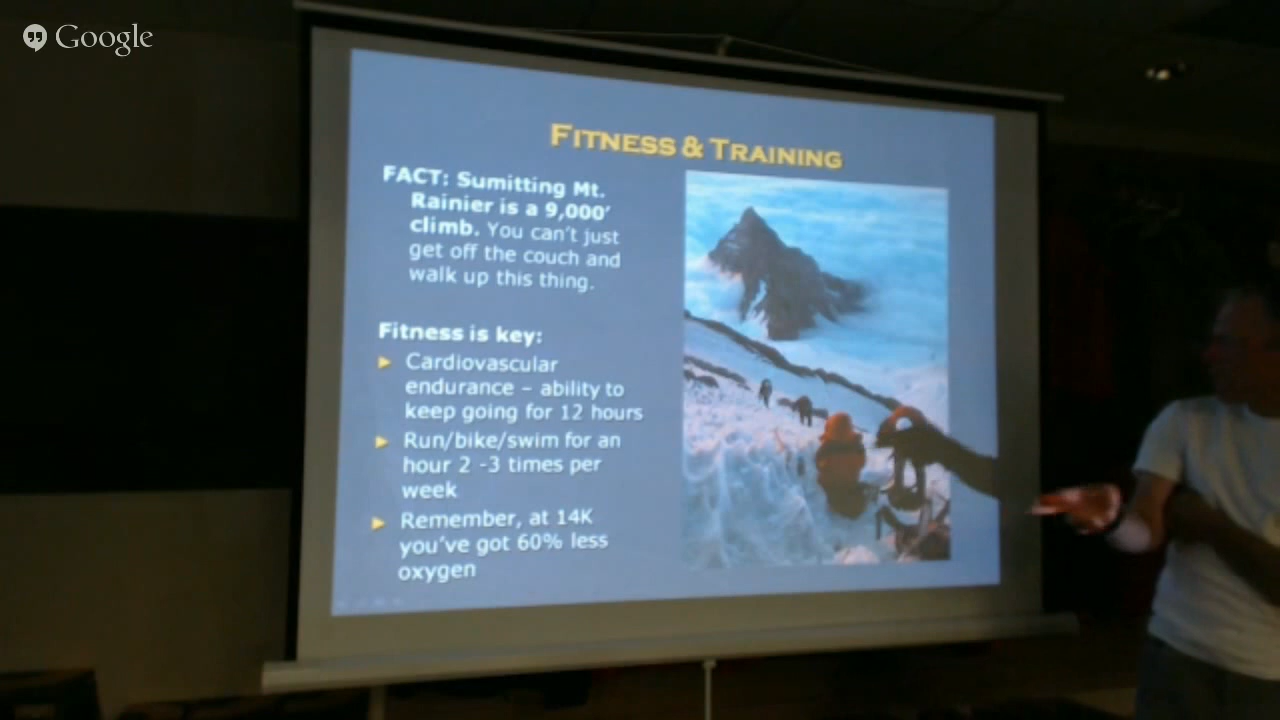 Google
FITNESS & TRAINING
FACT: Sumitting Mt.
Rainier is a 9,000'
climb. You can't just
get off the couch and
walk up this thing.
Fitness is key:
► Cardiovascular
endurance – ability to
keep going for 12 hours
► Run/bike/swim for an
hour 2 -3 times per
week
► Remember, at 14K
you've got 60% less
oxygen